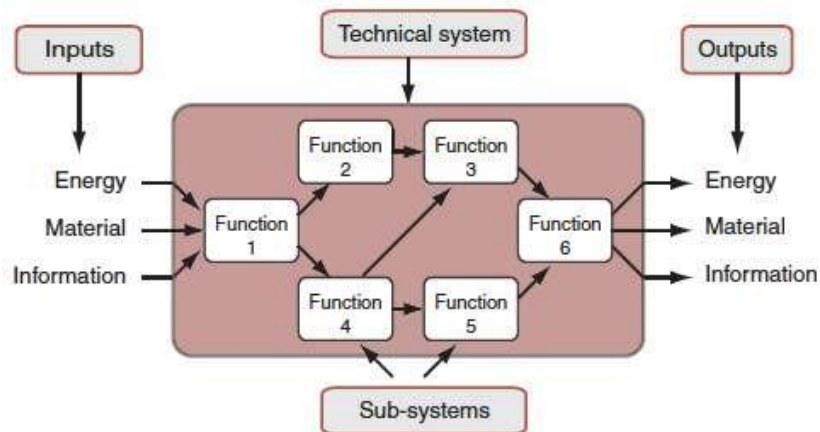 Inputs
Technical system
Outputs
Function
2
Function
3
Energy
Material
Information
Function
1
Function
6
Energy
Material
Information
Function
4
Function
5
Sub-systems